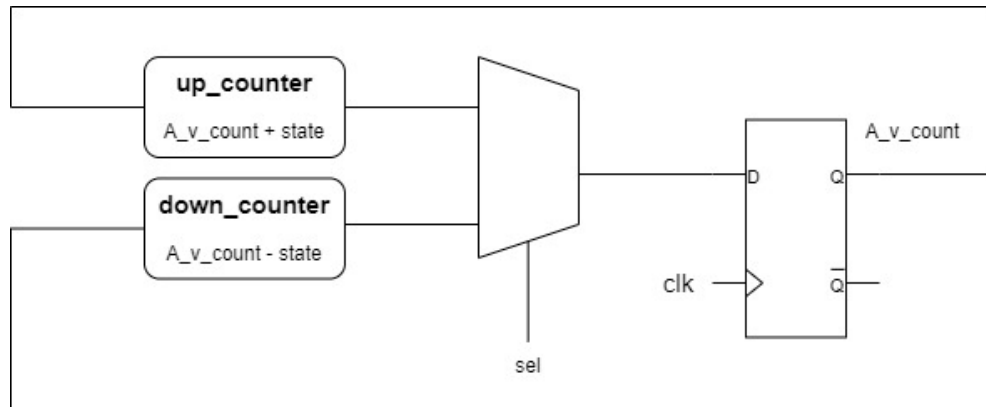 up_counter
A_v_count + state
down_counter
A_v_count - state
sel
D
Q
A_v_count
clk
Q